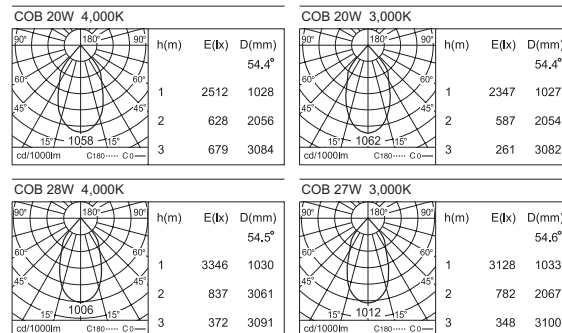 COB 20W 4,000K
90° 180° 90°
60° 60°
45° 45°
15° 1058 15°
cd/1000lm C180 ····· C0 —
h(m) E(lx) D(mm)
54.4°
1 2512 1028
2 628 2056
3 679 3084
COB 20W 3,000K
90° 180° 90°
60° 60°
45° 45°
15° 1062 15°
cd/1000lm C180 ····· C0 —
h(m) E(lx) D(mm)
54.4°
1 2347 1027
2 587 2054
3 261 3082
COB 28W 4,000K
90° 180° 90°
60° 60°
45° 45°
1006
15° 15°
cd/1000lm C180 ····· C0 —
h(m) E(lx) D(mm)
54.5°
1 3346 1030
2 837 3061
3 372 3091
COB 27W 3,000K
90° 180° 90°
60° 60°
45° 45°
15° 1012 15°
cd/1000lm C180 ····· C0 —
h(m) E(lx) D(mm)
54.6°
1 3128 1033
2 782 2067
3 348 3100